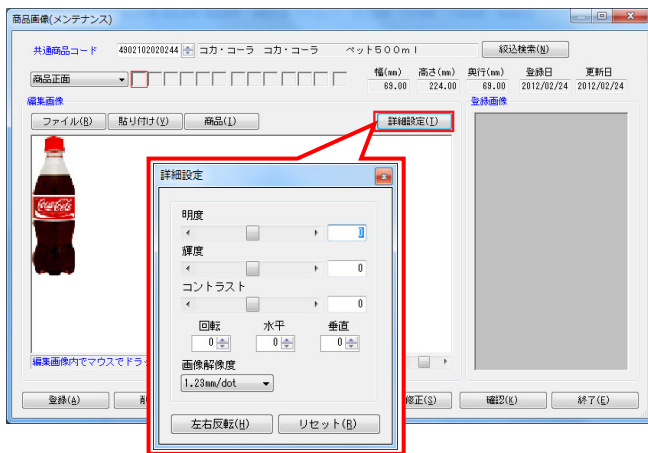 商品画像(メンテナンス)
共通商品コード 4902102020244 コカ・コーラ コカ・コーラ ペット500ml 絞込検索(N)
幅(mm) 高さ(mm) 奥行(mm) 登録日 更新日
商品正面 69.00 224.00 69.00 2012/02/24 2012/02/24
編集画像 登録画像
ファイル(R) 貼り付け(V) 商品(I) 詳細設定(T)
Coca-Cola
詳細設定
明度
0
輝度
0
コントラスト
0
回転 水平 垂直
0 0 0
画像解像度
1.23mm/dot
左右反転(H) リセット(R)
編集画像内でマウスでドラッ
登録(A) 修正(S) 確認(K) 終了(E)